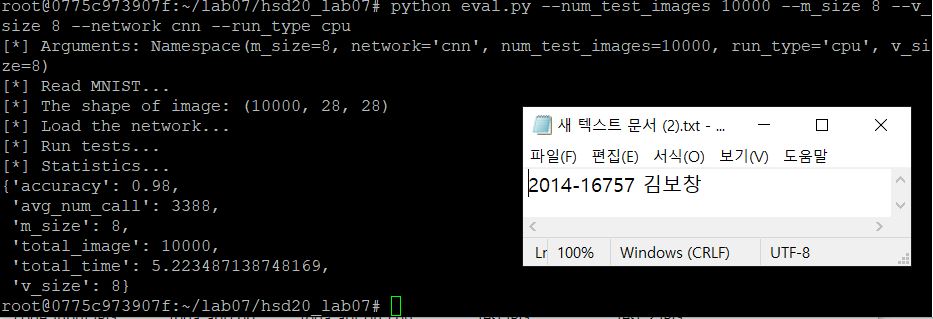 root@0775c973907f:~/lab07/hsd20_lab07# python eval.py --num_test_images 10000 --m_size 8 --v_
size 8 --network cnn --run_type cpu
[*] Arguments: Namespace(m_size=8, network='cnn', num_test_images=10000, run_type='cpu', v_si
ze=8)
[*] Read MNIST...
[*] The shape of image: (10000, 28, 28)
[*] Load the network...
[*] Run tests...
[*] Statistics...
{'accuracy': 0.98,
'avg_num_call': 3388,
'm_size': 8,
'total_image': 10000,
'total_time': 5.223487138748169,
'v_size': 8}
root@0775c973907f:~/lab07/hsd20_lab07#
새 텍스트 문서 (2).txt - ...
파일(F) 편집(E) 서식(O) 보기(V) 도움말
2014-16757 김보창
Ln 100% Windows (CRLF) UTF-8